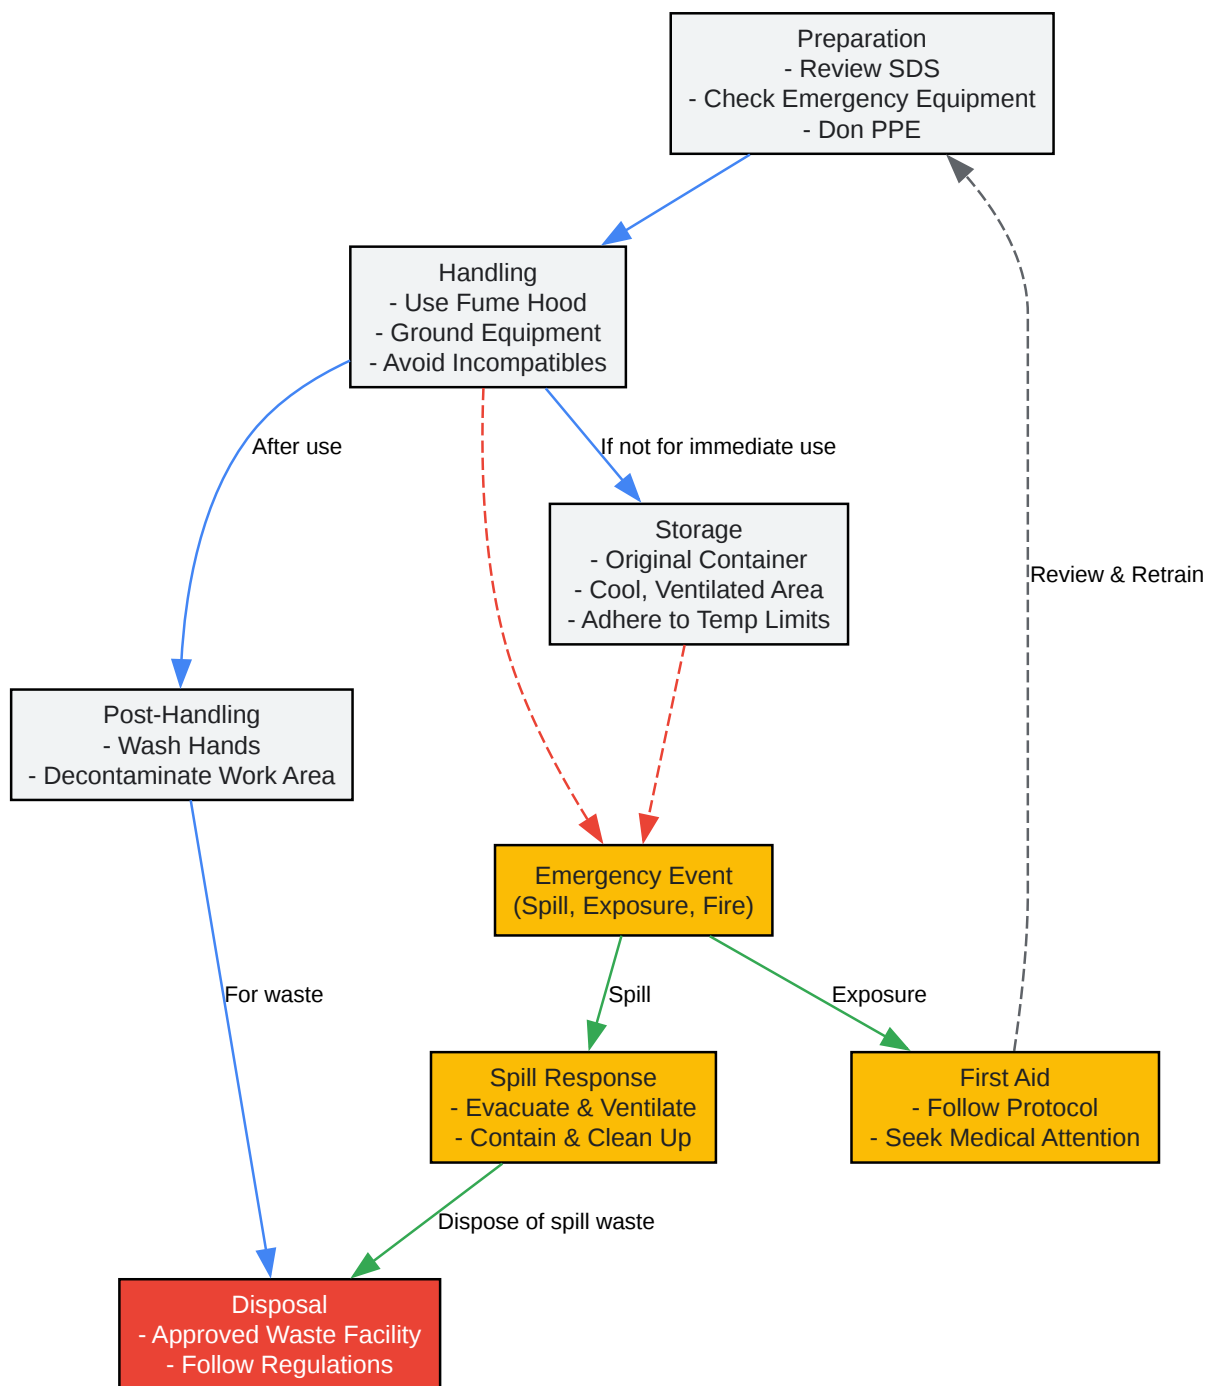 Preparation
- Review SDS
- Check Emergency Equipment
- Don PPE
Handling
- Use Fume Hood
- Ground Equipment
- Avoid Incompatibles
After use
If not for immediate use
Storage
- Original Container
- Cool, Ventilated Area
- Adhere to Temp Limits
Review & Retrain
Post-Handling
- Wash Hands
- Decontaminate Work Area
Emergency Event
(Spill, Exposure, Fire)
For waste
Spill
Exposure
Spill Response
- Evacuate & Ventilate
- Contain & Clean Up
First Aid
- Follow Protocol
- Seek Medical Attention
Dispose of spill waste
Disposal
- Approved Waste Facility
- Follow Regulations